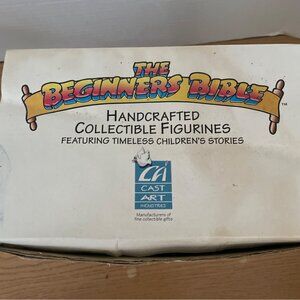 THE
BEGINNERS BIBLE
™
HANDCRAFTED
COLLECTIBLE FIGURINES
FEATURING TIMELESS CHILDREN'S STORIES
CA
CAST
ART
INDUSTRIES
Manufacturers of
fine collectible gifts